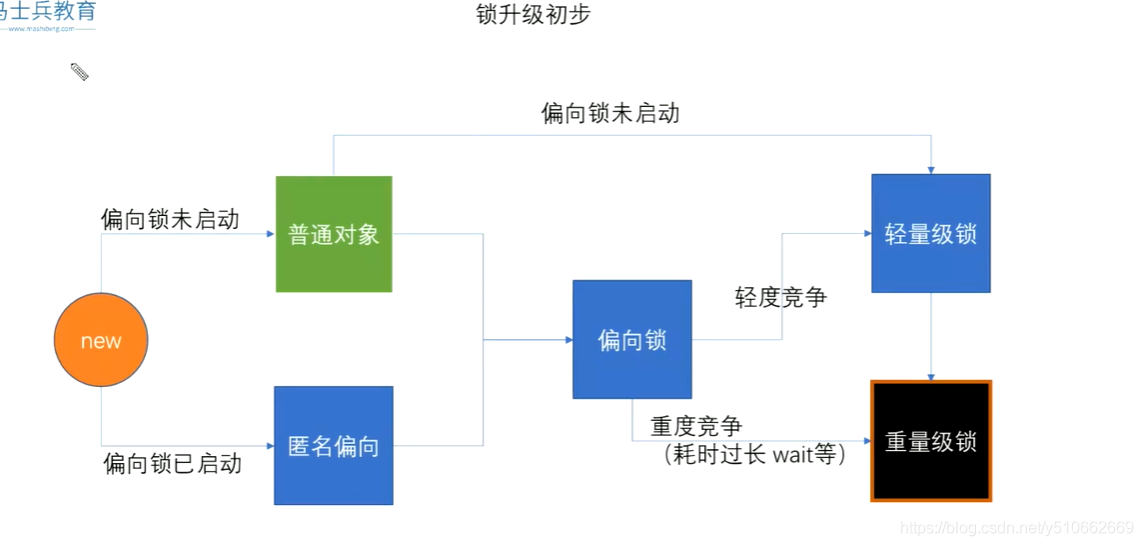 马士兵教育
www.mashibing.com
锁升级初步
偏向锁未启动
偏向锁未启动
普通对象
轻量级锁
轻度竞争
new
偏向锁
偏向锁已启动
匿名偏向
重度竞争
（耗时过长 wait等）
重量级锁
https://blog.csdn.net/y510662669